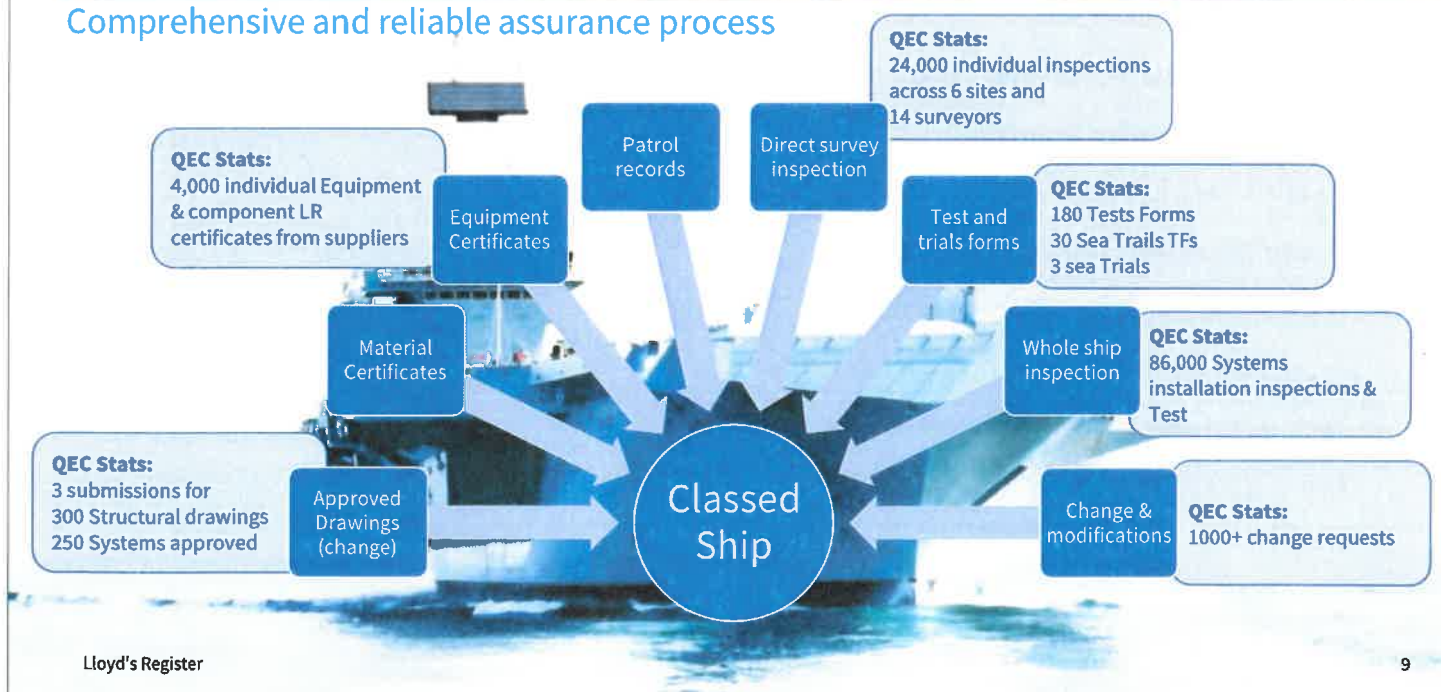 Comprehensive and reliable assurance process
QEC Stats:
24,000 individual inspections
across 6 sites and
14 surveyors
Patrol
records
Direct survey
inspection
QEC Stats:
4,000 individual Equipment
& component LR
certificates from suppliers
Equipment
Certificates
Test and
trials forms
QEC Stats:
180 Tests Forms
30 Sea Trails TFs
3 sea Trials
Material
Certificates
Whole ship
inspection
QEC Stats:
86,000 Systems
installation inspections &
Test
QEC Stats:
3 submissions for
300 Structural drawings
250 Systems approved
Approved
Drawings
(change)
Classed
Ship
Change &
modifications
QEC Stats:
1000+ change requests
Lloyd's Register
9